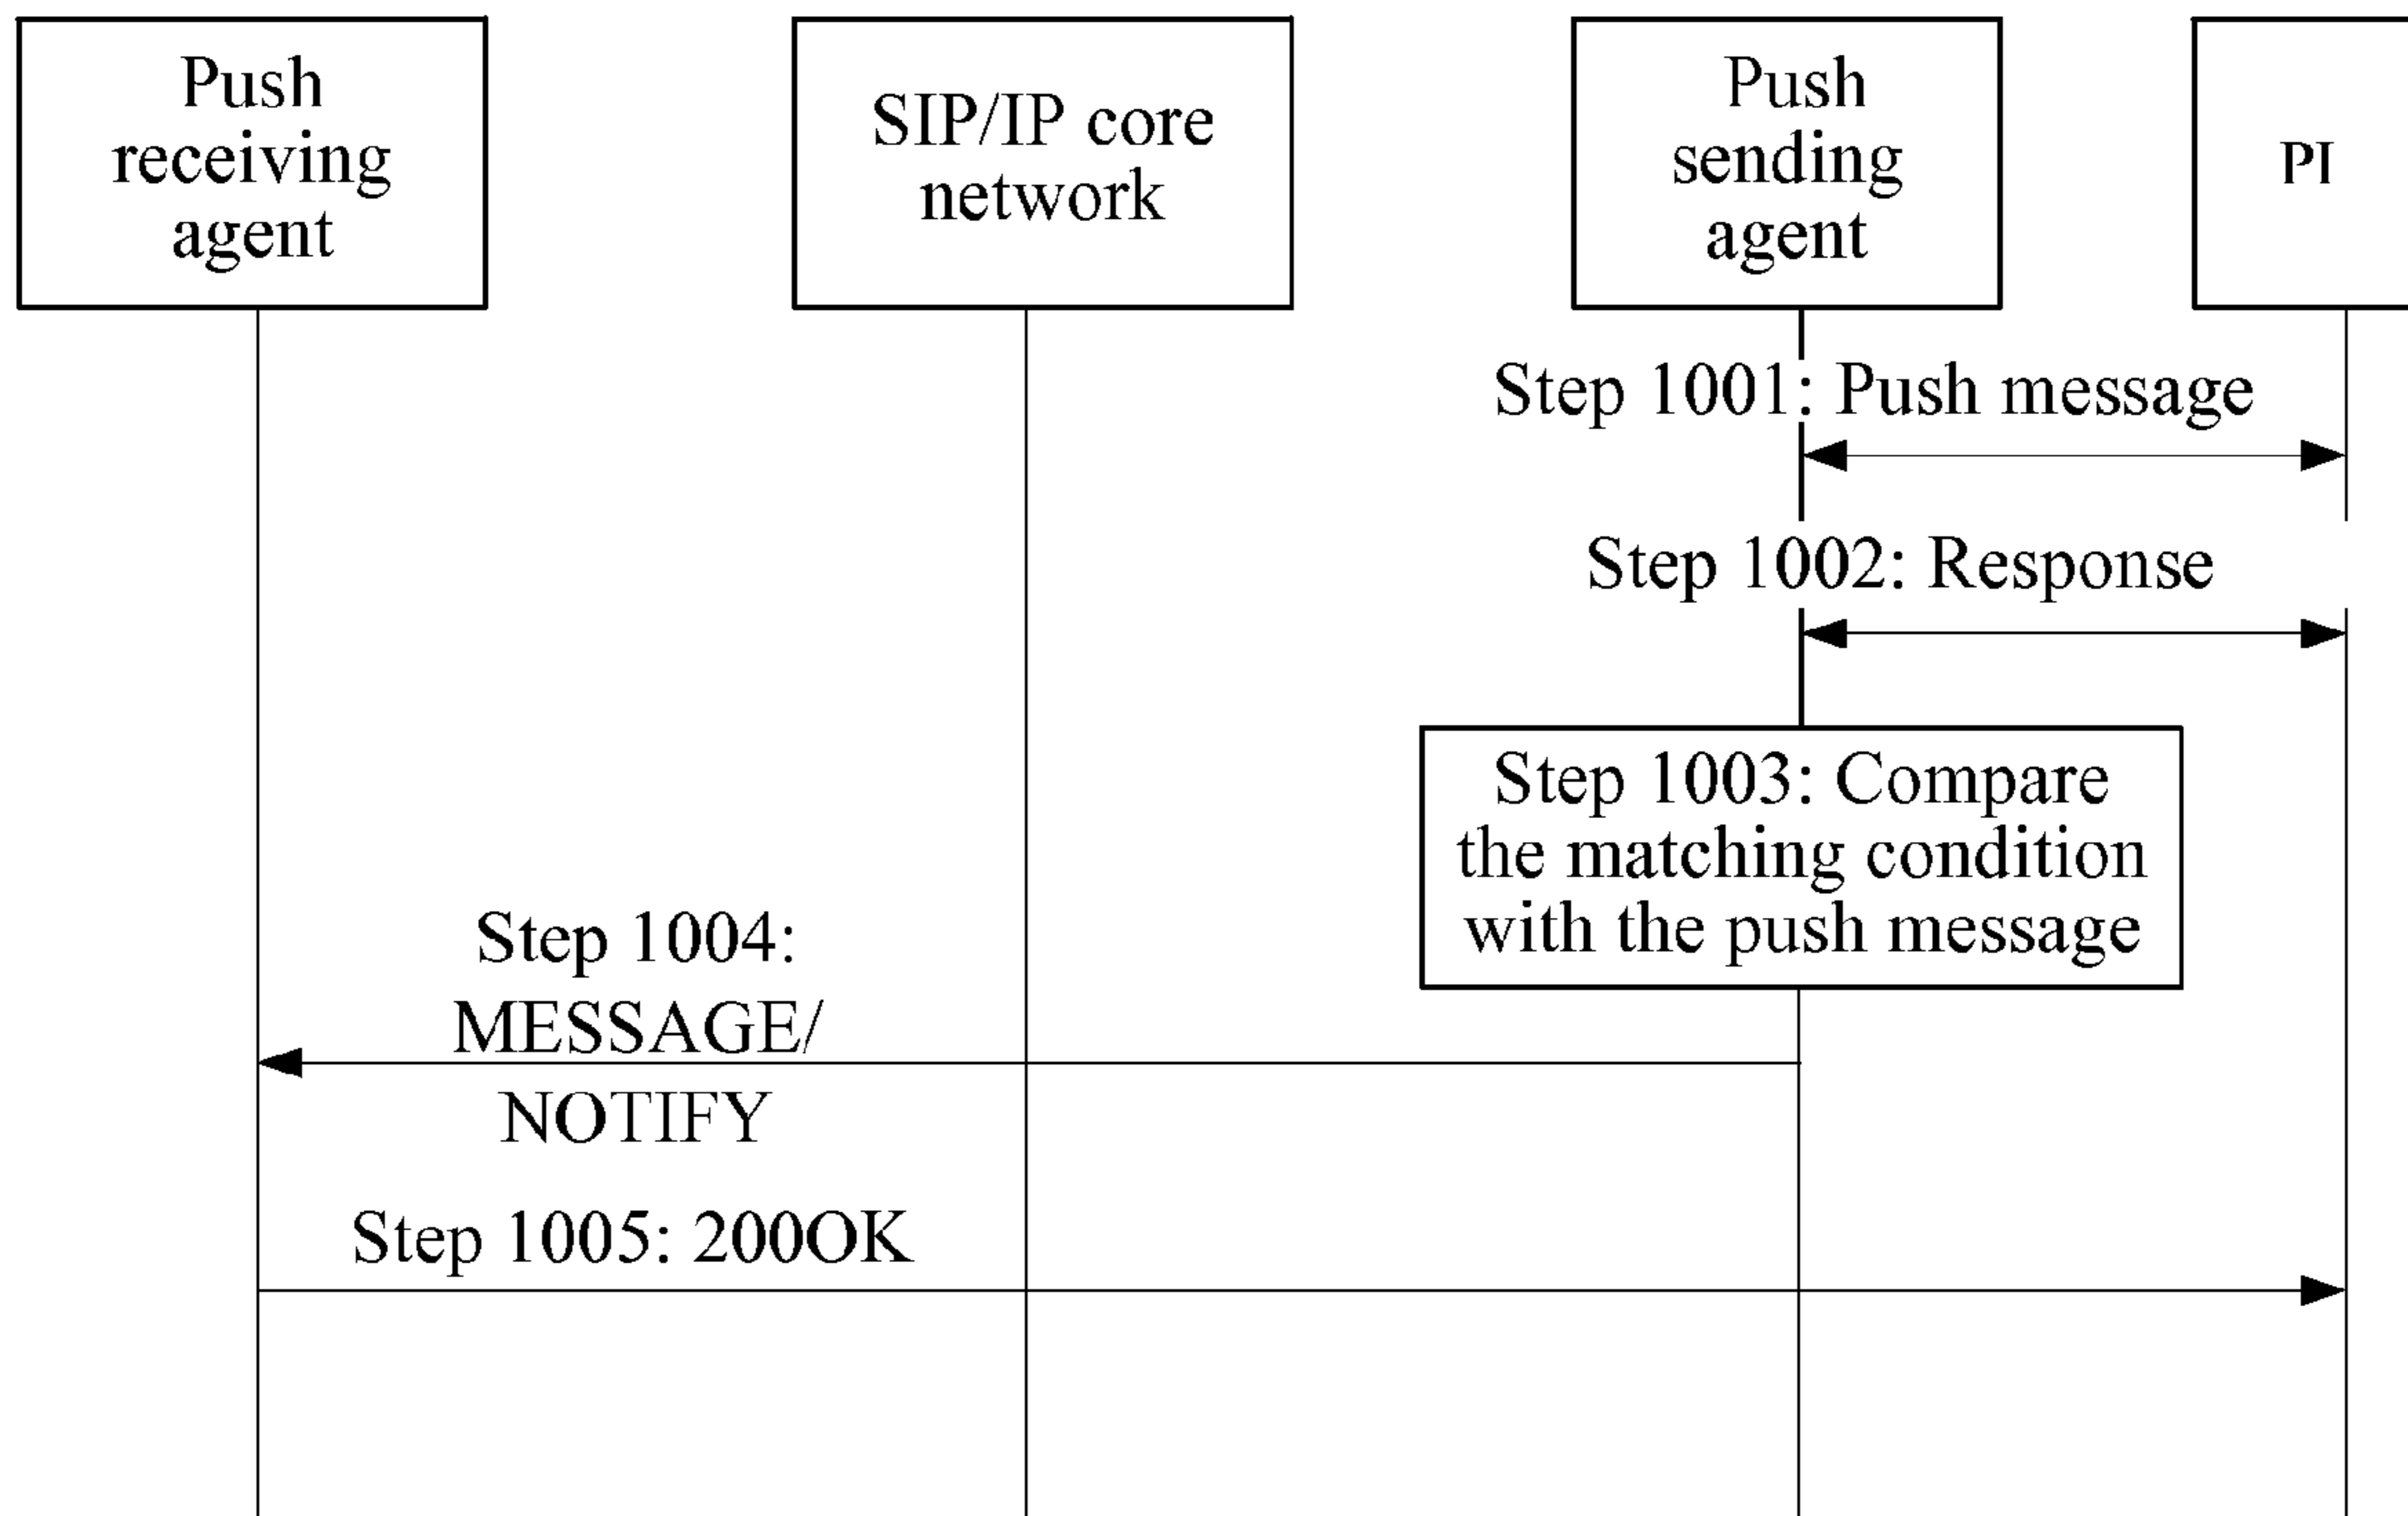 Push
receiving
agent
SIP/IP core
network
Push
sending
agent
PI
Step 1001: Push message
Step 1002: Response
Step 1003: Compare
the matching condition
with the push message
Step 1004:
MESSAGE/
NOTIFY
Step 1005: 200OK